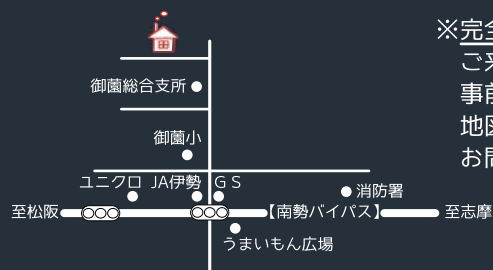 ※完全
ご来
事前
地図
お問
御薗総合支所
御薗小
ユニクロ JA伊勢 GS
消防署
至松阪 【南勢バイパス】 至志摩
うまいもん広場